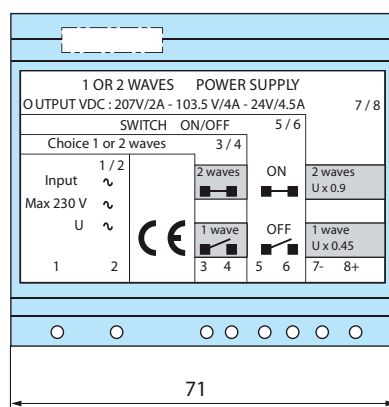 1 OR 2 WAVES POWER SUPPLY
OUTPUT VDC : 207V/2A - 103.5 V/4A - 24V/4.5A 7 / 8
SWITCH ON/OFF 5 / 6
Choice 1 or 2 waves 3 / 4
1 / 2
Input ∿
Max 230 V ∿
U ∿
CE
2 waves
ON
2 waves
U x 0.9
1 wave
OFF
1 wave
U x 0.45
1 2 3 4 5 6 7- 8+
71